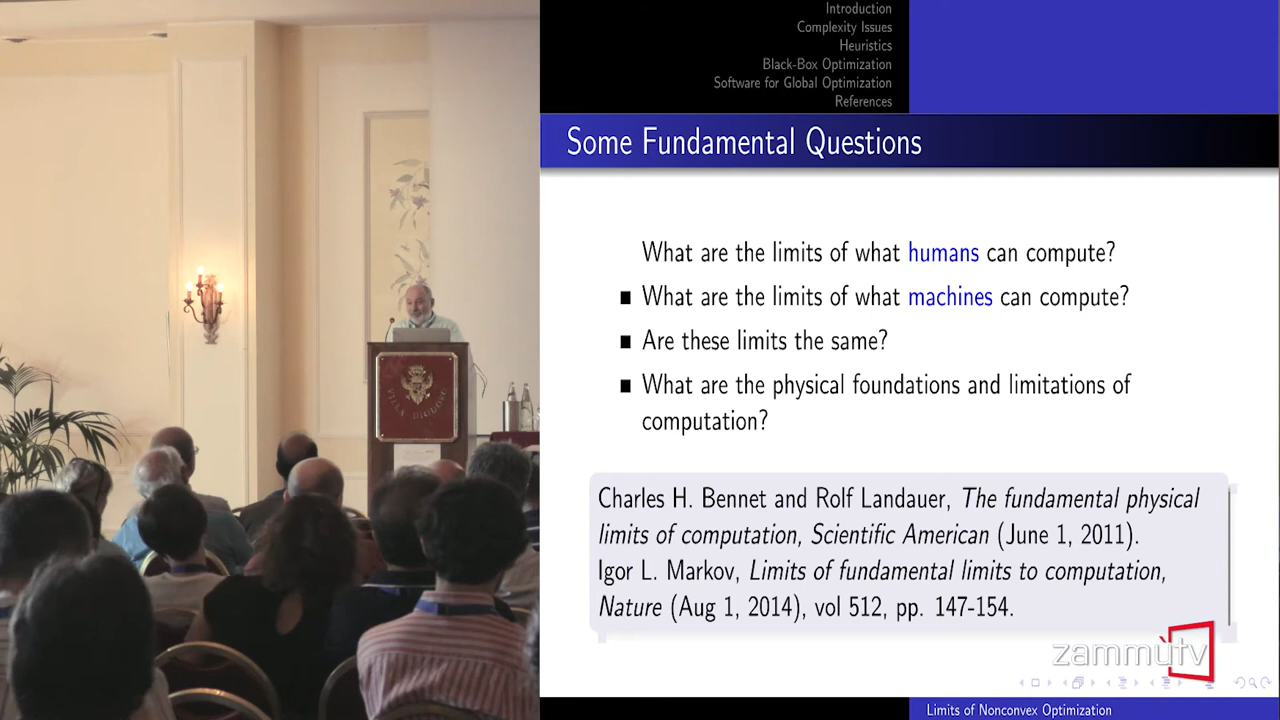 Introduction
Complexity Issues
Heuristics
Black-Box Optimization
Software for Global Optimization
References
Some Fundamental Questions
What are the limits of what humans can compute?
What are the limits of what machines can compute?
Are these limits the same?
What are the physical foundations and limitations of
computation?
Charles H. Bennet and Rolf Landauer, The fundamental physical
limits of computation, Scientific American (June 1, 2011).
Igor L. Markov, Limits of fundamental limits to computation,
Nature (Aug 1, 2014), vol 512, pp. 147-154.
zammùtv
Limits of Nonconvex Optimization